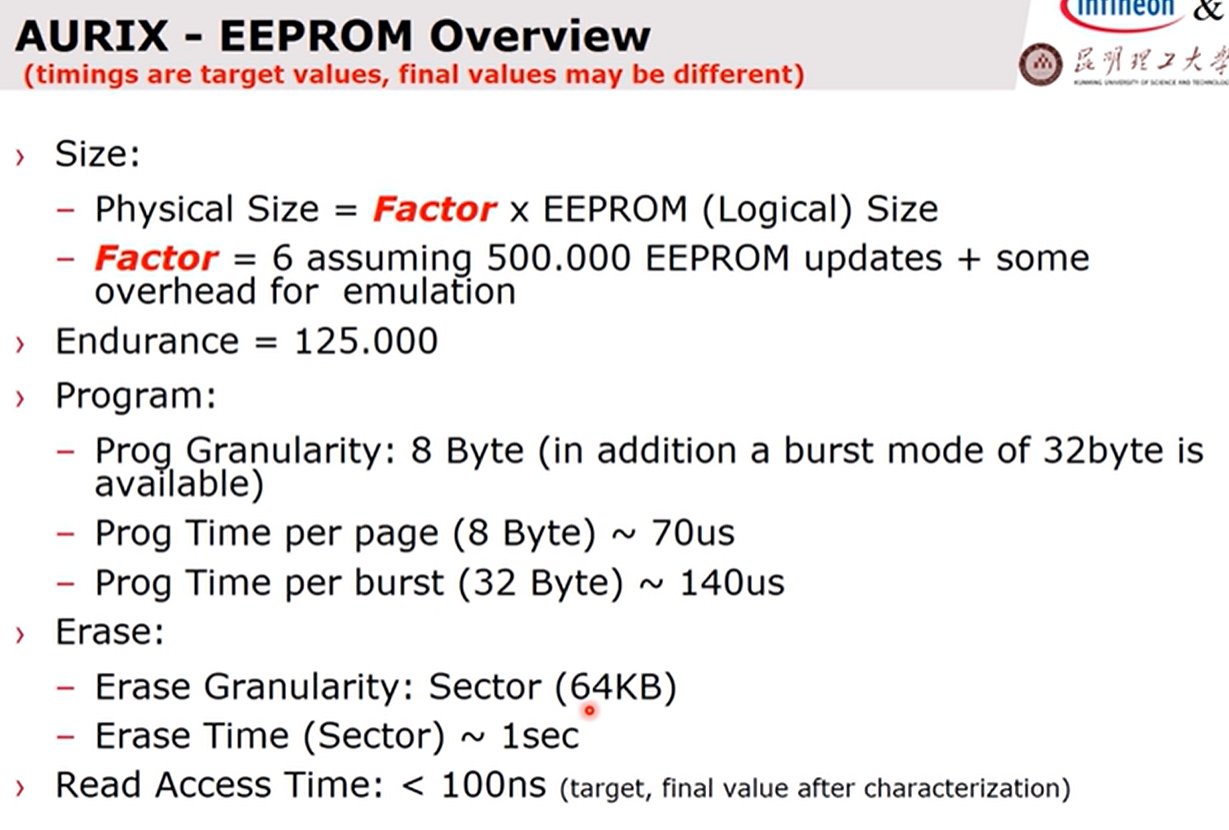 AURIX - EEPROM Overview
(timings are target values, final values may be different)
infineon &
昆明理工大学
KUNMING UNIVERSITY OF SCIENCE AND TECHNOLOGY
› Size:
– Physical Size = Factor x EEPROM (Logical) Size
– Factor = 6 assuming 500.000 EEPROM updates + some
overhead for emulation
› Endurance = 125.000
› Program:
– Prog Granularity: 8 Byte (in addition a burst mode of 32byte is
available)
– Prog Time per page (8 Byte) ~ 70us
– Prog Time per burst (32 Byte) ~ 140us
› Erase:
– Erase Granularity: Sector (64KB)
– Erase Time (Sector) ~ 1sec
› Read Access Time: < 100ns (target, final value after characterization)